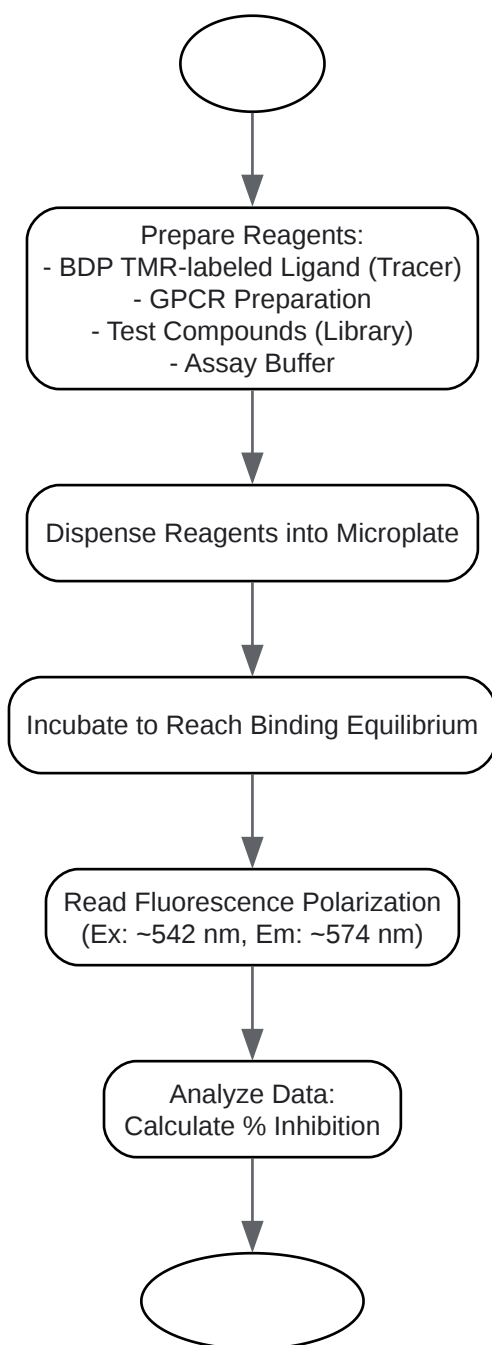 Prepare Reagents:
- BDP TMR-labeled Ligand (Tracer)
- GPCR Preparation
- Test Compounds (Library)
- Assay Buffer
Dispense Reagents into Microplate
Incubate to Reach Binding Equilibrium
Read Fluorescence Polarization
(Ex: ~542 nm, Em: ~574 nm)
Analyze Data:
Calculate % Inhibition